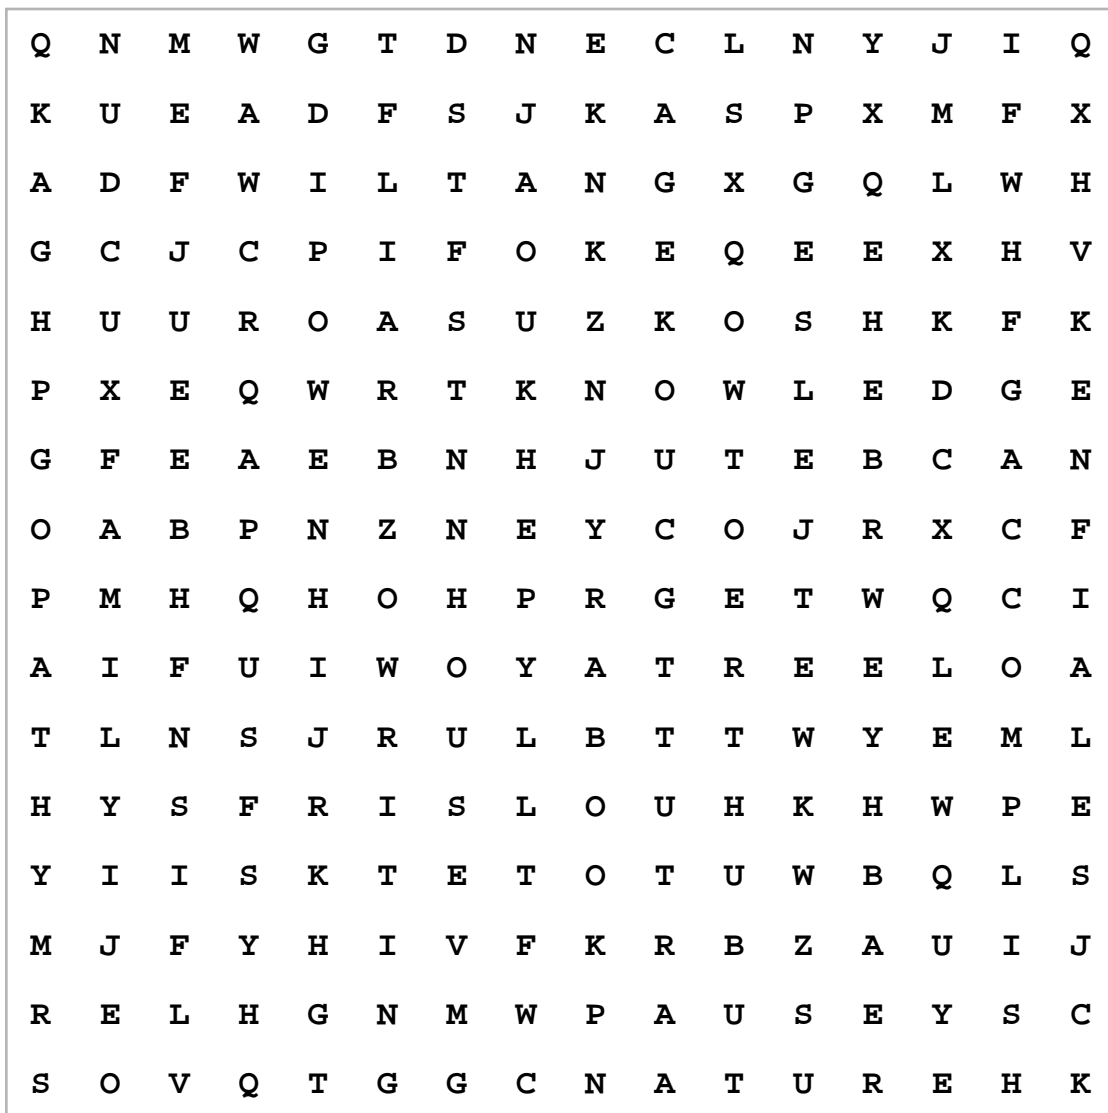 Q N M W G T D N E C L N Y J I Q
K U E A D F S J K A S P X M F X
A D F W I L T A N G X G Q L W H
G C J C P I F O K E Q E E X H V
H U U R O A S U Z K O S H K F K
P X E Q W R T K N O W L E D G E
G F E A E B N H J U T E B C A N
O A B P N Z N E Y C O J R X C F
P M H Q H O H P R G E T W Q C I
A I F U I W O Y A T R E E L O A
T L N S J R U L B T T W Y E M L
H Y S F R I S L O U H K H W P E
Y I I S K T E T O T U W B Q L S
M J F Y H I V F K R B Z A U I J
R E L H G N M W P A U S E Y S C
S O V Q T G G C N A T U R E H K